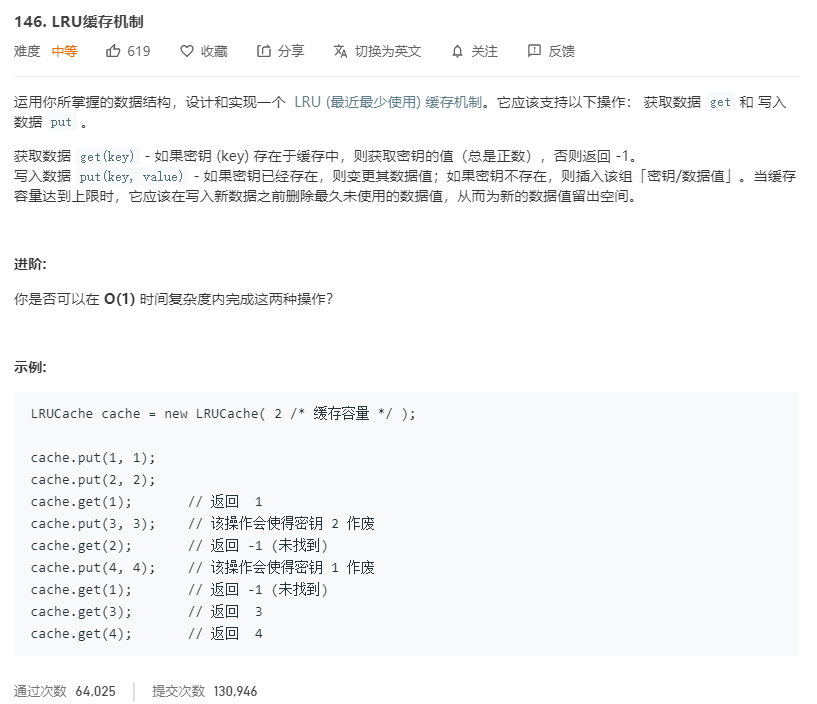 146. LRU缓存机制
难度 中等 619 收藏 分享 切换为英文 关注 反馈
运用你所掌握的数据结构，设计和实现一个 LRU (最近最少使用) 缓存机制。它应该支持以下操作： 获取数据 get 和 写入
数据 put 。
获取数据 get(key) - 如果密钥 (key) 存在于缓存中，则获取密钥的值（总是正数），否则返回 -1。
写入数据 put(key, value) - 如果密钥已经存在，则变更其数据值；如果密钥不存在，则插入该组「密钥/数据值」。当缓存
容量达到上限时，它应该在写入新数据之前删除最久未使用的数据值，从而为新的数据值留出空间。
进阶:
你是否可以在 O(1) 时间复杂度内完成这两种操作？
示例:
LRUCache cache = new LRUCache( 2 /* 缓存容量 */ );
cache.put(1, 1);
cache.put(2, 2);
cache.get(1);       // 返回  1
cache.put(3, 3);    // 该操作会使得密钥 2 作废
cache.get(2);       // 返回 -1 (未找到)
cache.put(4, 4);    // 该操作会使得密钥 1 作废
cache.get(1);       // 返回 -1 (未找到)
cache.get(3);       // 返回  3
cache.get(4);       // 返回  4
通过次数 64,025 提交次数 130,946